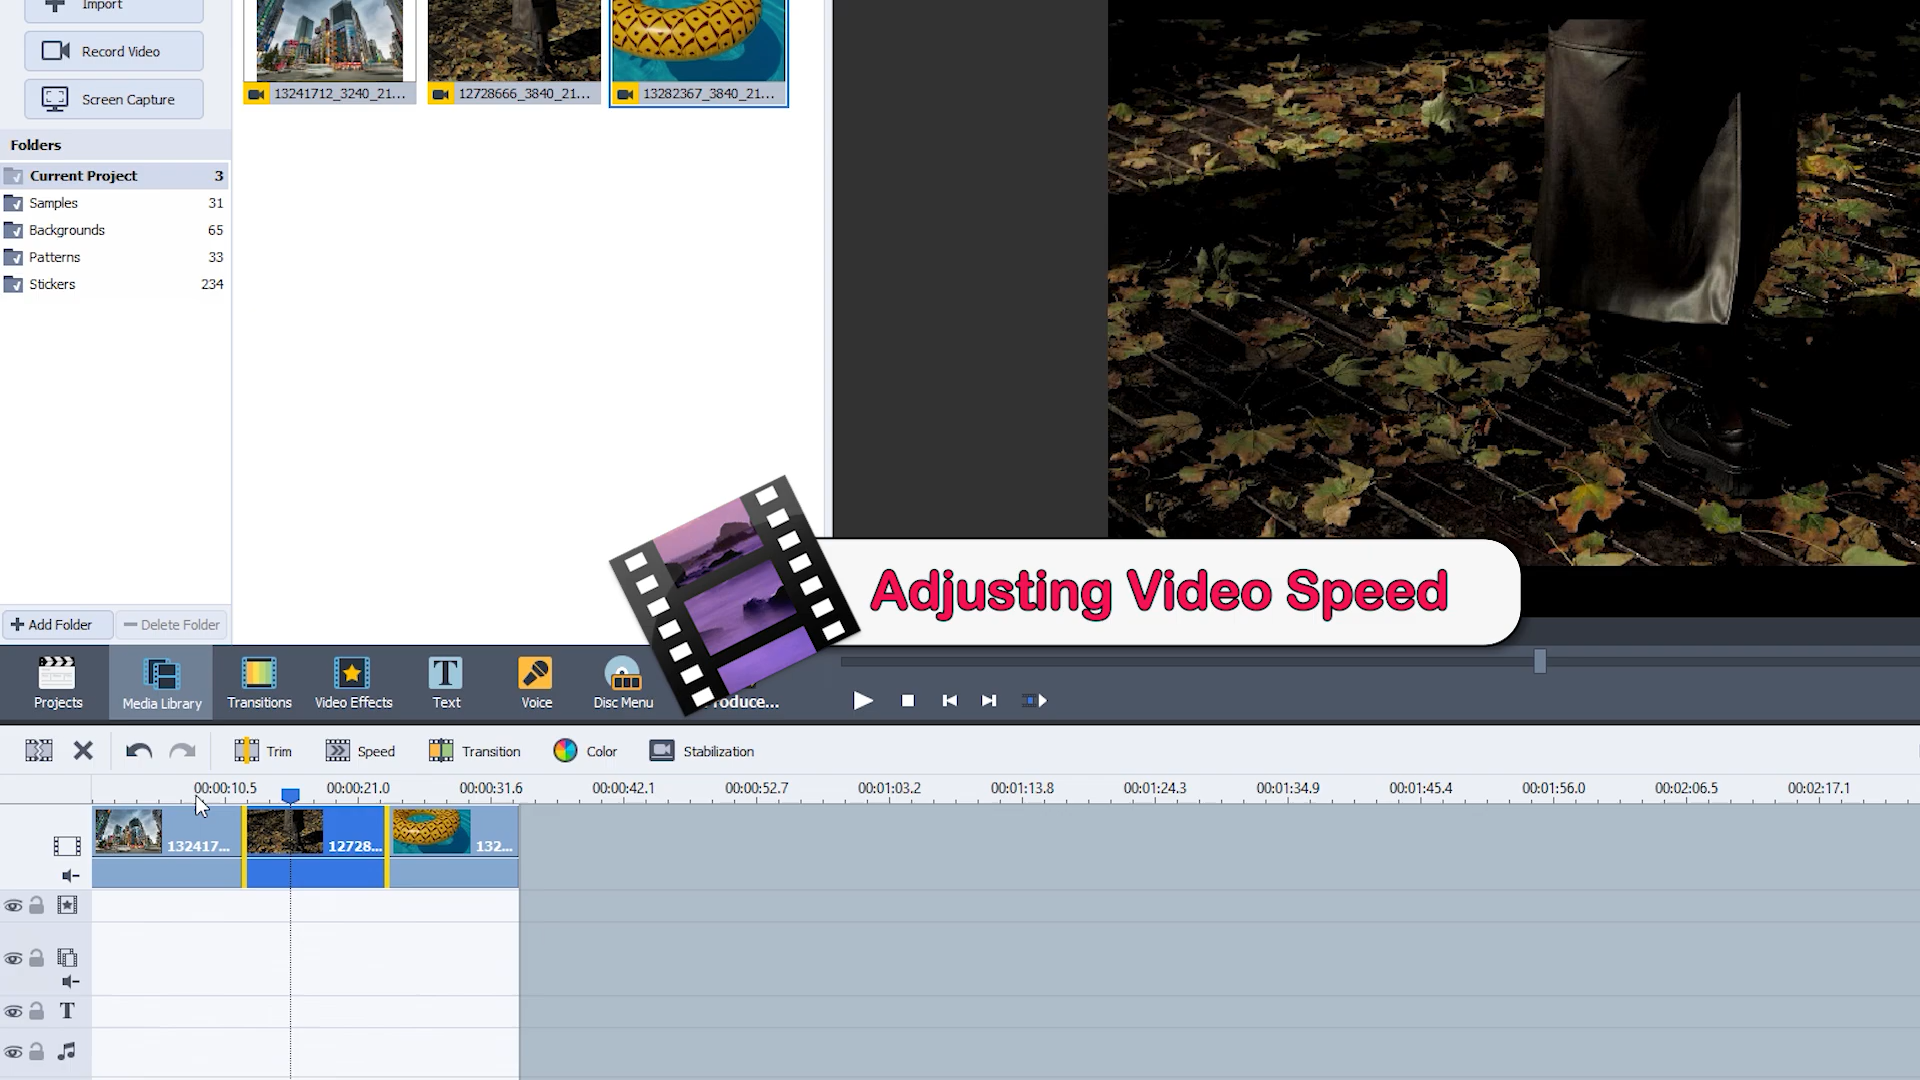 Import
Record Video
Screen Capture
Folders
Current Project 3
Samples 31
Backgrounds 65
Patterns 33
Stickers 234
Add Folder
Delete Folder
13241712_3240_21...
12728666_3840_21...
13282367_3840_21...
Adjusting Video Speed
Projects
Media Library
Transitions
Video Effects
Text
Voice
Disc Menu
oduce...
Trim
Speed
Transition
Color
Stabilization
00:00:10.5 00:00:21.0 00:00:31.6 00:00:42.1 00:00:52.7 00:01:03.2 00:01:13.8 00:01:24.3 00:01:34.9 00:01:45.4 00:01:56.0 00:02:06.5 00:02:17.1
132417...
12728...
132...